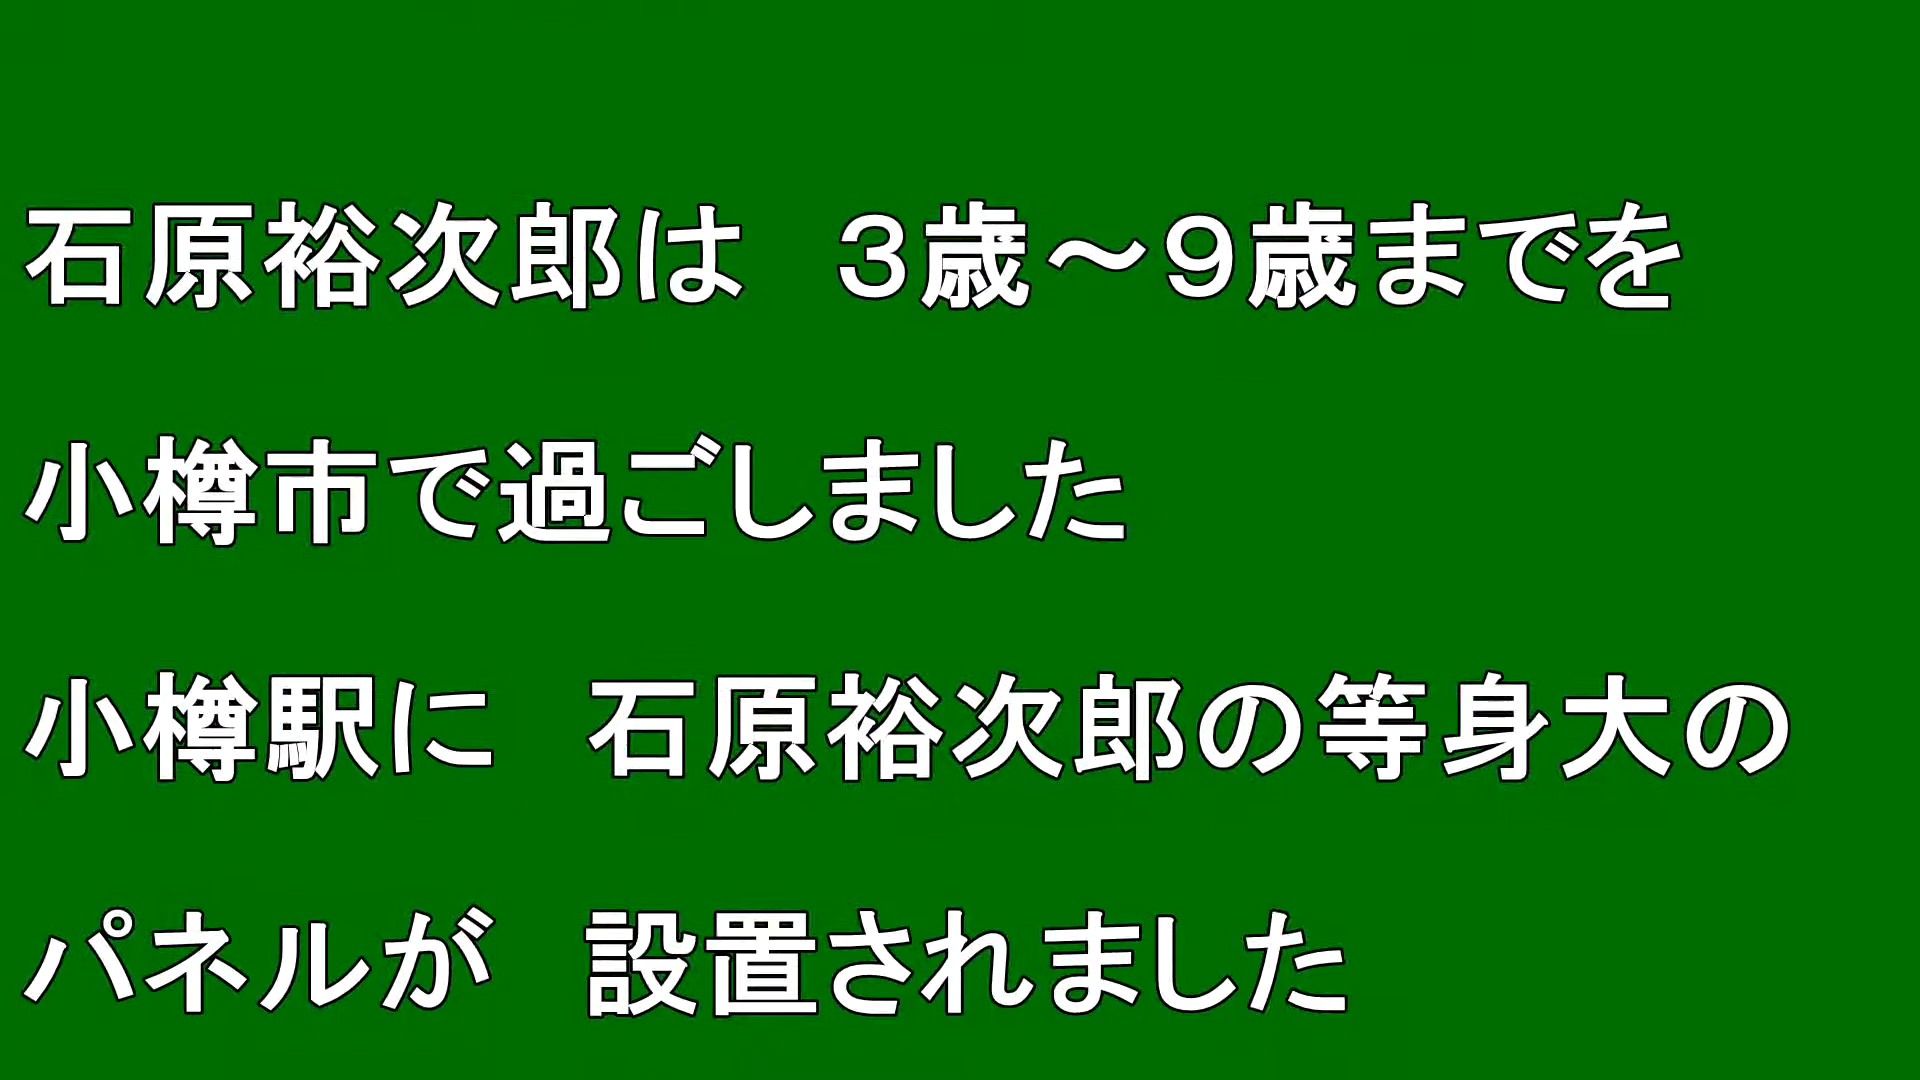 石原裕次郎は　３歳～９歳までを
小樽市で過ごしました
小樽駅に　石原裕次郎の等身大の
パネルが　設置されました